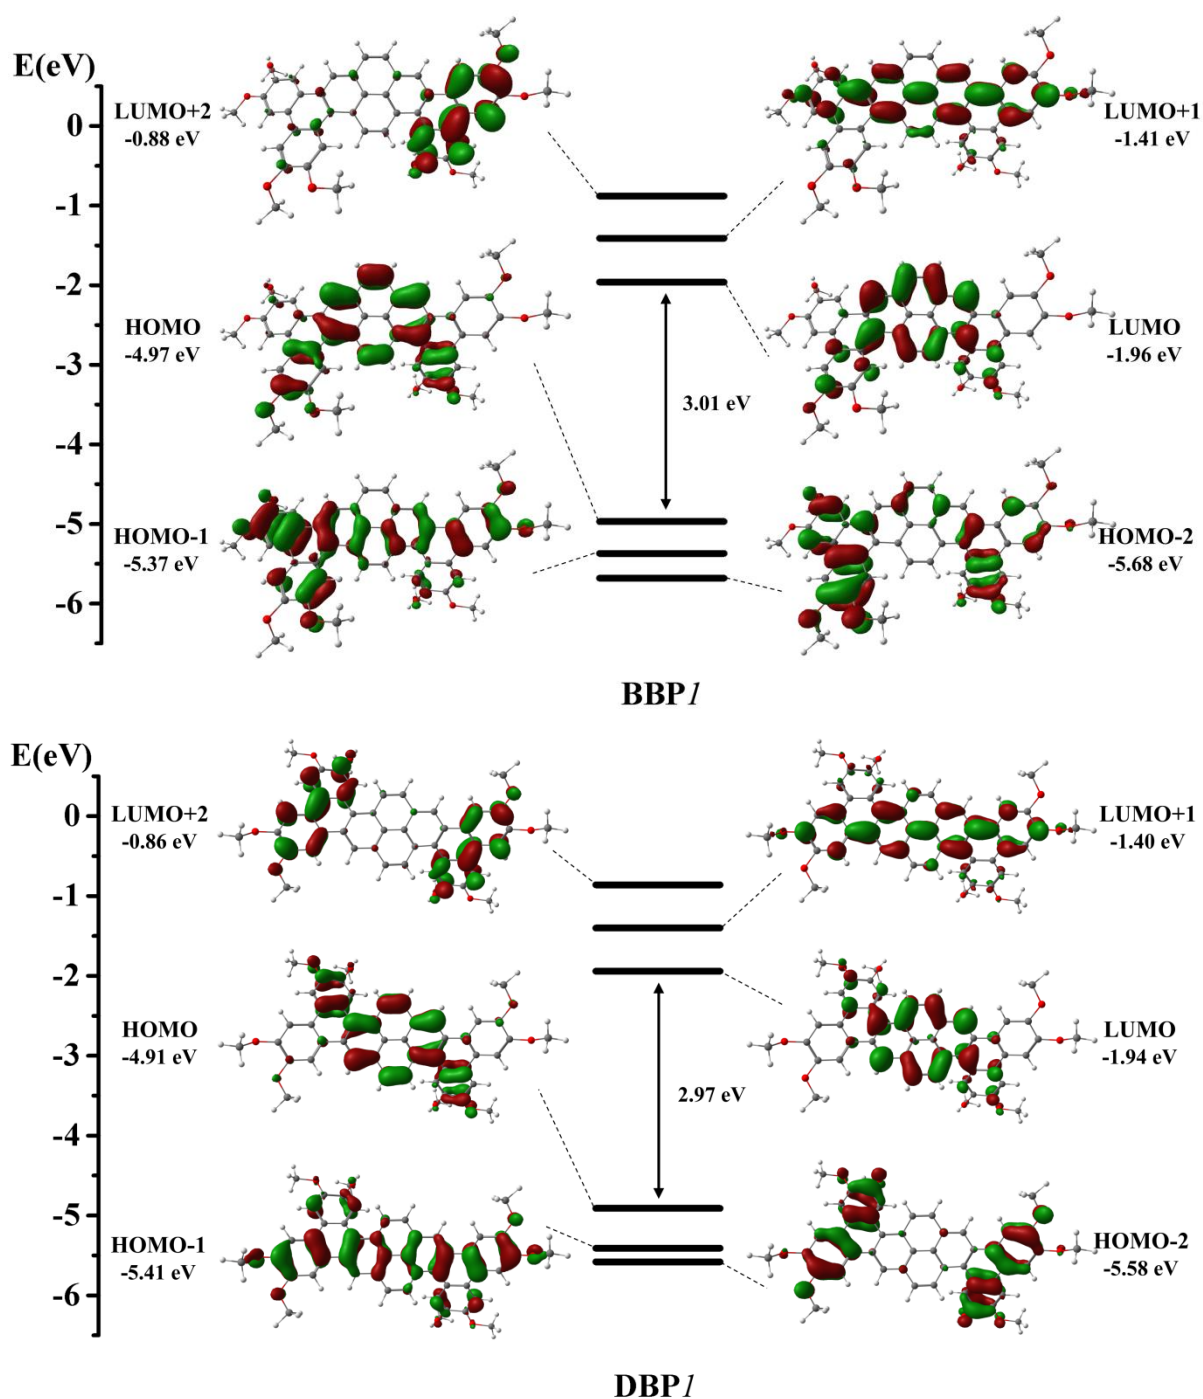 E(eV)
LUMO+2
-0.88 eV
LUMO+1
-1.41 eV
0
-1
-2
-3
-4
-5
-6
HOMO
-4.97 eV
LUMO
-1.96 eV
3.01 eV
HOMO-1
-5.37 eV
HOMO-2
-5.68 eV
BBP1
E(eV)
LUMO+2
-0.86 eV
LUMO+1
-1.40 eV
0
-1
-2
-3
-4
-5
-6
HOMO
-4.91 eV
LUMO
-1.94 eV
2.97 eV
HOMO-1
-5.41 eV
HOMO-2
-5.58 eV
DBP1